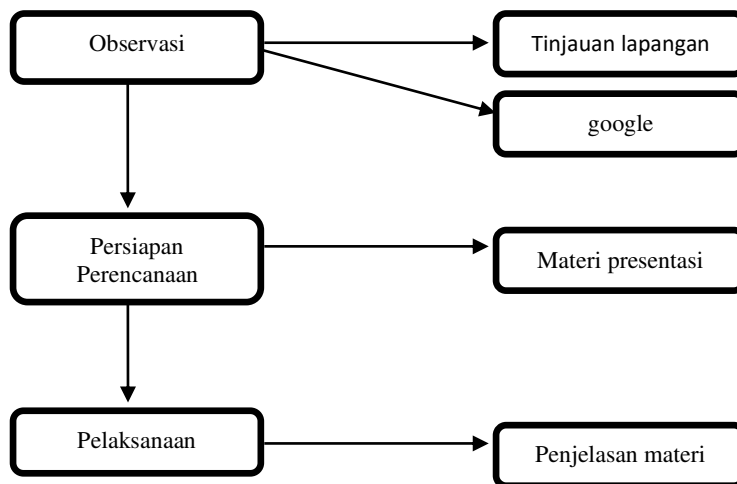 Observasi
Tinjauan lapangan
google
Persiapan
Perencanaan
Materi presentasi
Pelaksanaan
Penjelasan materi